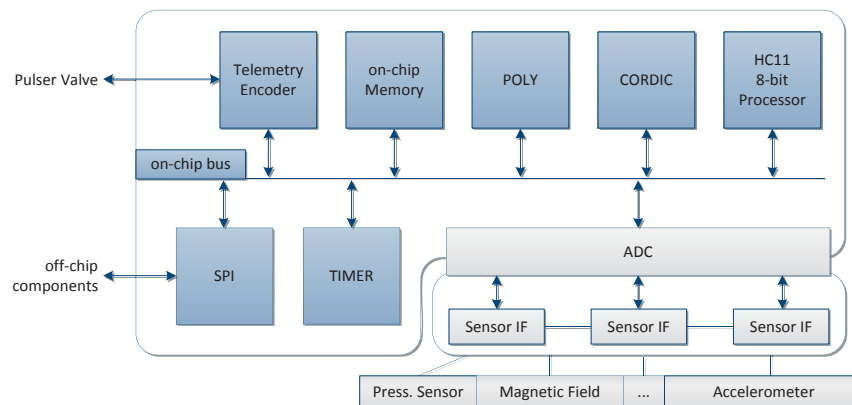 Pulser Valve
Telemetry
Encoder
on-chip
Memory
POLY
CORDIC
HC11
8-bit
Processor
on-chip bus
off-chip
components
SPI
TIMER
ADC
Sensor IF
Sensor IF
Sensor IF
Press. Sensor
Magnetic Field
...
Accelerometer